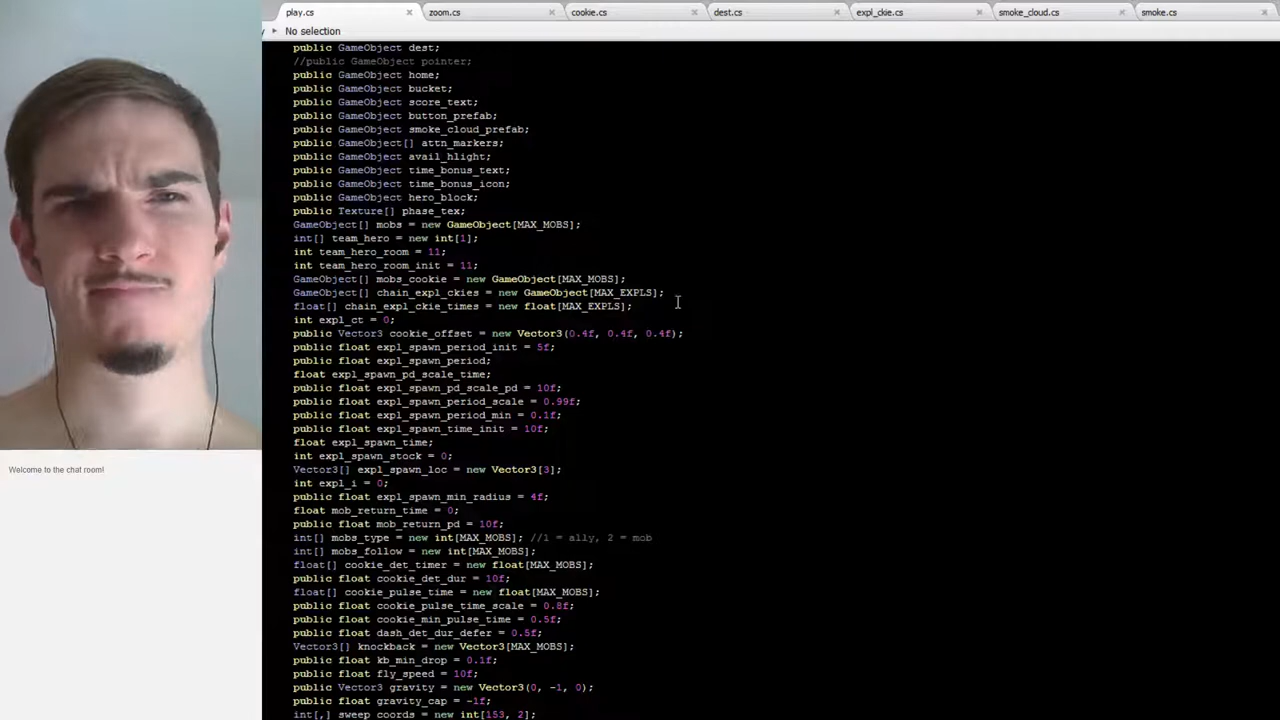 play.cs
zoom.cs
cookie.cs
dest.cs
expl_ckie.cs
smoke_cloud.cs
smoke.cs
No selection
public GameObject dest;
//public GameObject pointer;
public GameObject home;
public GameObject bucket;
public GameObject score_text;
public GameObject button_prefab;
public GameObject smoke_cloud_prefab;
public GameObject[] attn_markers;
public GameObject avail_hlight;
public GameObject time_bonus_text;
public GameObject time_bonus_icon;
public GameObject hero_block;
public Texture[] phase_tex;
GameObject[] mobs = new GameObject[MAX_MOBS];
int[] team_hero = new int[1];
int team_hero_room = 11;
int team_hero_room_init = 11;
GameObject[] mobs_cookie = new GameObject[MAX_MOBS];
GameObject[] chain_expl_ckies = new GameObject[MAX_EXPLS];
float[] chain_expl_ckie_times = new float[MAX_EXPLS];
int expl_ct = 0;
public Vector3 cookie_offset = new Vector3(0.4f, 0.4f, 0.4f);
public float expl_spawn_period_init = 5f;
public float expl_spawn_period;
float expl_spawn_pd_scale_time;
public float expl_spawn_pd_scale_pd = 10f;
public float expl_spawn_period_scale = 0.99f;
public float expl_spawn_period_min = 0.1f;
public float expl_spawn_time_init = 10f;
float expl_spawn_time;
int expl_spawn_stock = 0;
Vector3[] expl_spawn_loc = new Vector3[3];
int expl_i = 0;
public float expl_spawn_min_radius = 4f;
float mob_return_time = 0;
public float mob_return_pd = 10f;
int[] mobs_type = new int[MAX_MOBS]; //1 = ally, 2 = mob
int[] mobs_follow = new int[MAX_MOBS];
float[] cookie_det_timer = new float[MAX_MOBS];
public float cookie_det_dur = 10f;
float[] cookie_pulse_time = new float[MAX_MOBS];
public float cookie_pulse_time_scale = 0.8f;
public float cookie_min_pulse_time = 0.5f;
public float dash_det_dur_defer = 0.5f;
Vector3[] knockback = new Vector3[MAX_MOBS];
public float kb_min_drop = 0.1f;
public float fly_speed = 10f;
public Vector3 gravity = new Vector3(0, -1, 0);
public float gravity_cap = -1f;
int[,] sweep_coords = new int[153, 2];
Welcome to the chat room!